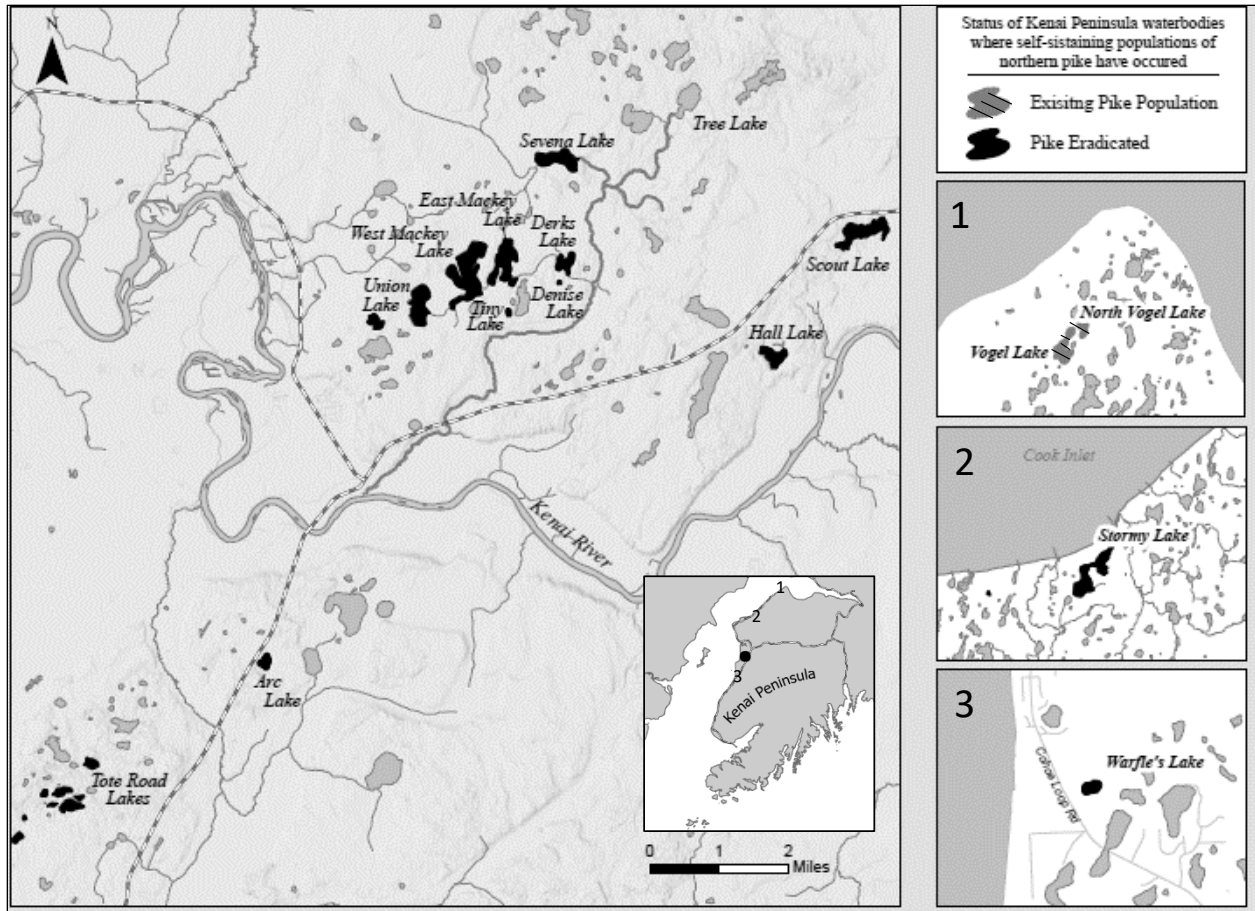 N
Tree Lake
Sevena Lake
East Mackey
Lake
Derks
Lake
West Mackey
Lake
Scout Lake
Union
Lake
Tiny
Lake
Denise
Lake
Hall Lake
Kenai River
Arc
Lake
Tote Road
Lakes
1
2
3
Kenai Peninsula
0 1 2
Miles
Status of Kenai Peninsula waterbodies
where self-sistaining populations of
northern pike have occured
Exisitng Pike Population
Pike Eradicated
1
North Vogel Lake
Vogel Lake
2
Cook Inlet
Stormy Lake
3
Cohoe Loop Rd
Warfle's Lake